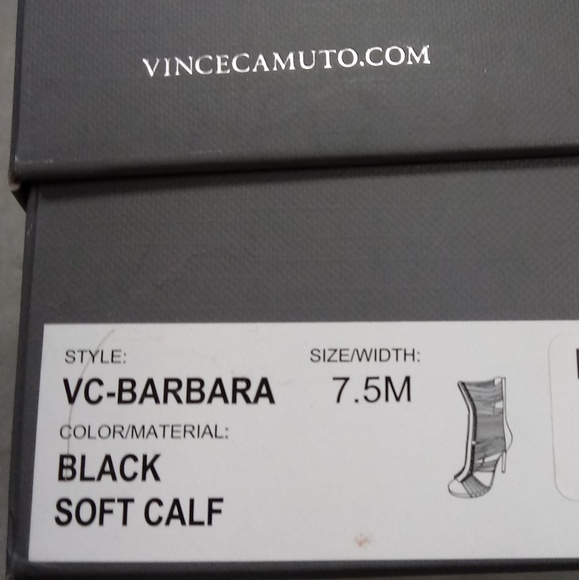 VINCECAMUTO.COM
STYLE: SIZE/WIDTH:
VC-BARBARA 7.5M
COLOR/MATERIAL:
BLACK
SOFT CALF